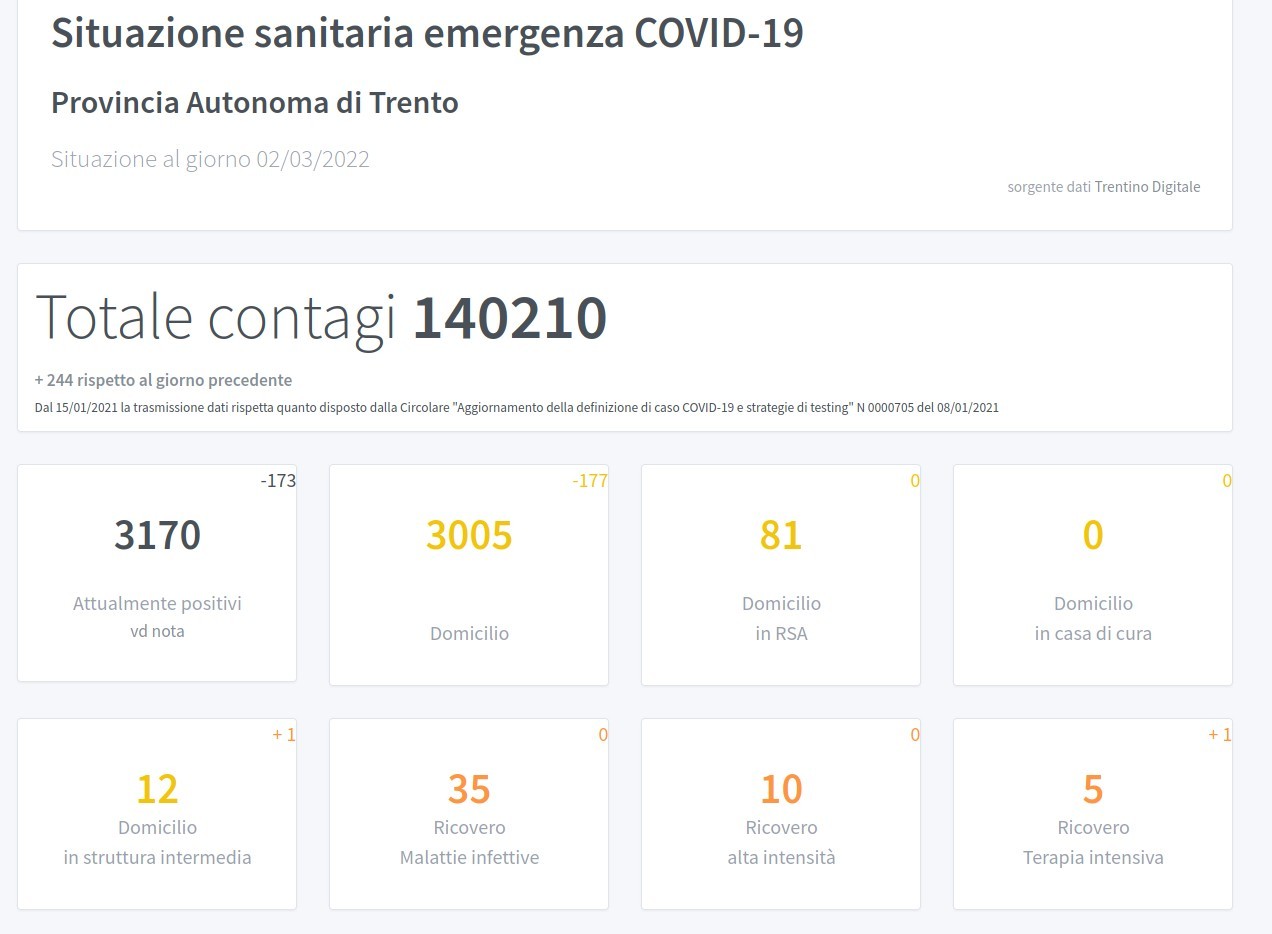 Situazione sanitaria emergenza COVID-19
Provincia Autonoma di Trento
Situazione al giorno 02/03/2022
sorgente dati Trentino Digitale
Totale contagi 140210
+ 244 rispetto al giorno precedente
Dal 15/01/2021 la trasmissione dati rispetta quanto disposto dalla Circolare "Aggiornamento della definizione di caso COVID-19 e strategie di testing" N 0000705 del 08/01/2021
-173
3170
Attualmente positivi
vd nota
-177
3005
Domicilio
0
81
Domicilio
in RSA
0
0
Domicilio
in casa di cura
+ 1
12
Domicilio
in struttura intermedia
0
35
Ricovero
Malattie infettive
0
10
Ricovero
alta intensità
+ 1
5
Ricovero
Terapia intensiva